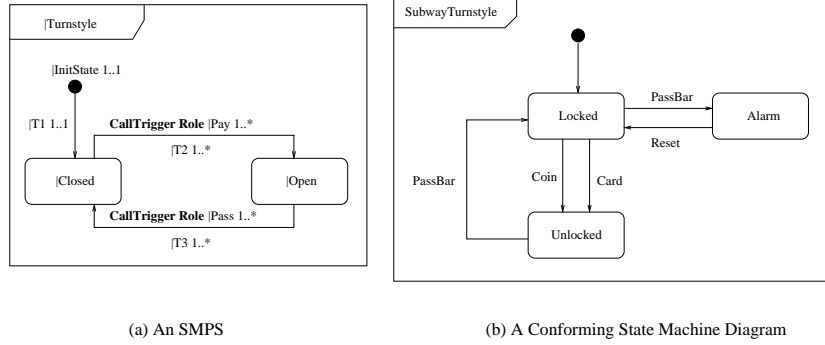 |Turnstyle
|InitState 1..1
|T1 1..1
CallTrigger Role |Pay 1..*
|T2 1..*
|Closed
|Open
CallTrigger Role |Pass 1..*
|T3 1..*
(a) An SMPS
SubwayTurnstyle
Locked
PassBar
Alarm
Reset
PassBar
Coin
Card
Unlocked
(b) A Conforming State Machine Diagram